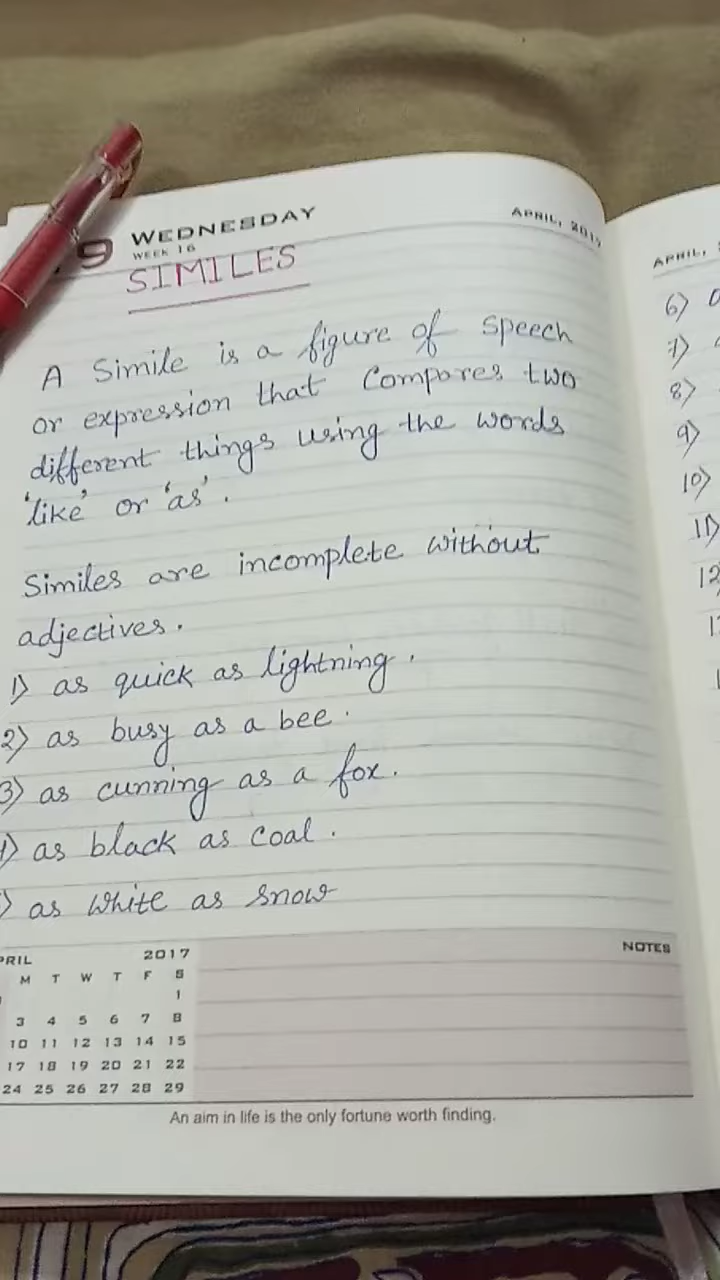 9 WEDNESDAY APRIL, 2017
WEEK 16
SIMILES
A Simile is a figure of speech
or expression that Compares two
different things using the words
'like' or 'as'.
Similes are incomplete without
adjectives.
1) as quick as lightning.
2) as busy as a bee.
3) as cunning as a fox.
) as black as coal.
) as white as snow
NOTES
PRIL 2017
M T W T F S
1
3 4 5 6 7 8
10 11 12 13 14 15
17 18 19 20 21 22
24 25 26 27 28 29
An aim in life is the only fortune worth finding.
APRIL,
6)
7)
8)
9)
10)
11)
12